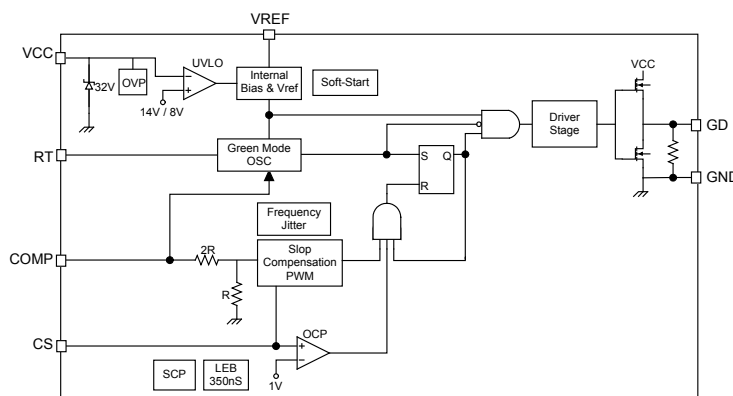 VREF
VCC
UVLO
OVP
32V
14V / 8V
Internal
Bias & Vref
Soft-Start
VCC
Driver
Stage
GD
RT
Green Mode
OSC
S
Q
R
GND
Frequency
Jitter
COMP
2R
Slop
Compensation
PWM
R
CS
OCP
SCP
LEB
350nS
1V